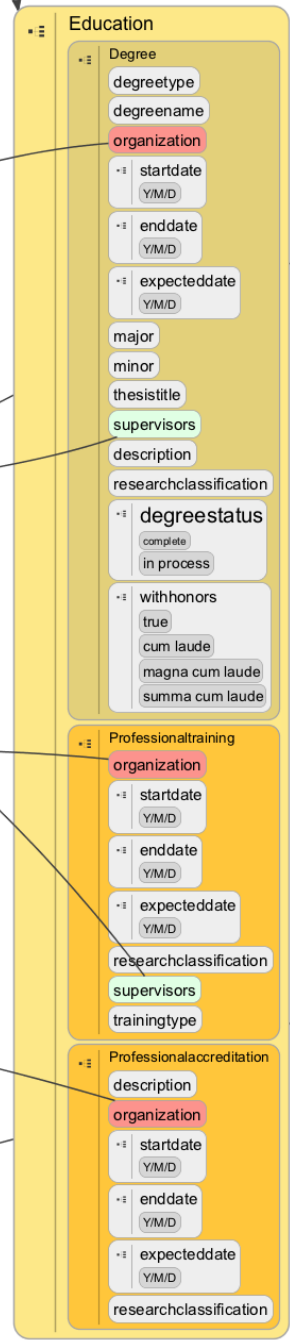 Education
Degree
degreetype
degreename
organization
startdate
Y/M/D
enddate
Y/M/D
expecteddate
Y/M/D
major
minor
thesistitle
supervisors
description
researchclassification
degreestatus
complete
in process
withhonors
true
cum laude
magna cum laude
summa cum laude
Professionaltraining
organization
startdate
Y/M/D
enddate
Y/M/D
expecteddate
Y/M/D
researchclassification
supervisors
trainingtype
Professionalaccreditation
description
organization
startdate
Y/M/D
enddate
Y/M/D
expecteddate
Y/M/D
researchclassification